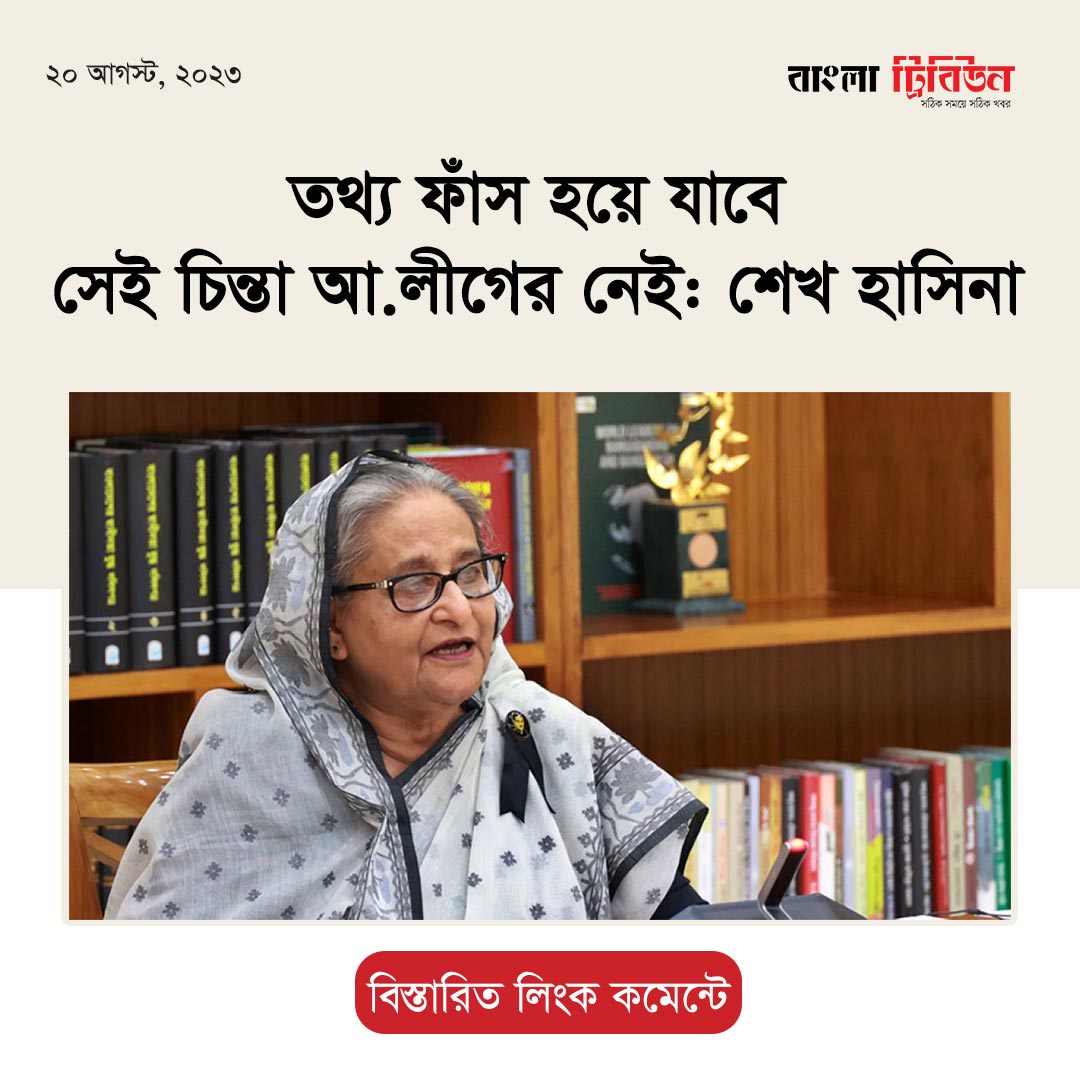 ২০ আগস্ট, ২০২৩
বাংলা ট্রিবিউন
সঠিক সময়ে সঠিক খবর
তথ্য ফাঁস হয়ে যাবে
সেই চিন্তা আ.লীগের নেই: শেখ হাসিনা
বিস্তারিত লিংক কমেন্টে